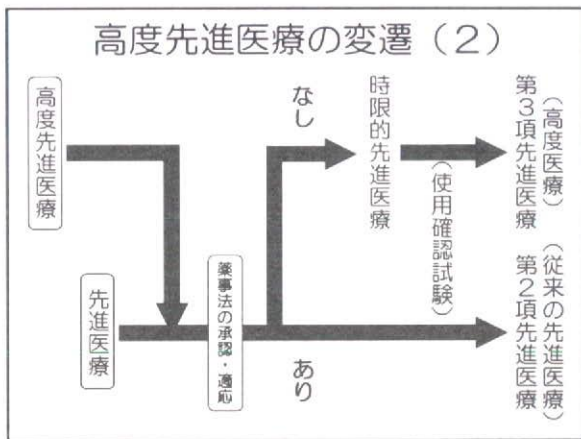 高度先進医療の変遷（2）
高度先進医療
先進医療
薬事法の承認・適応
なし
あり
時限的先進医療
（使用確認試験）
第3項先進医療
（高度医療）
第2項先進医療
（従来の先進医療）